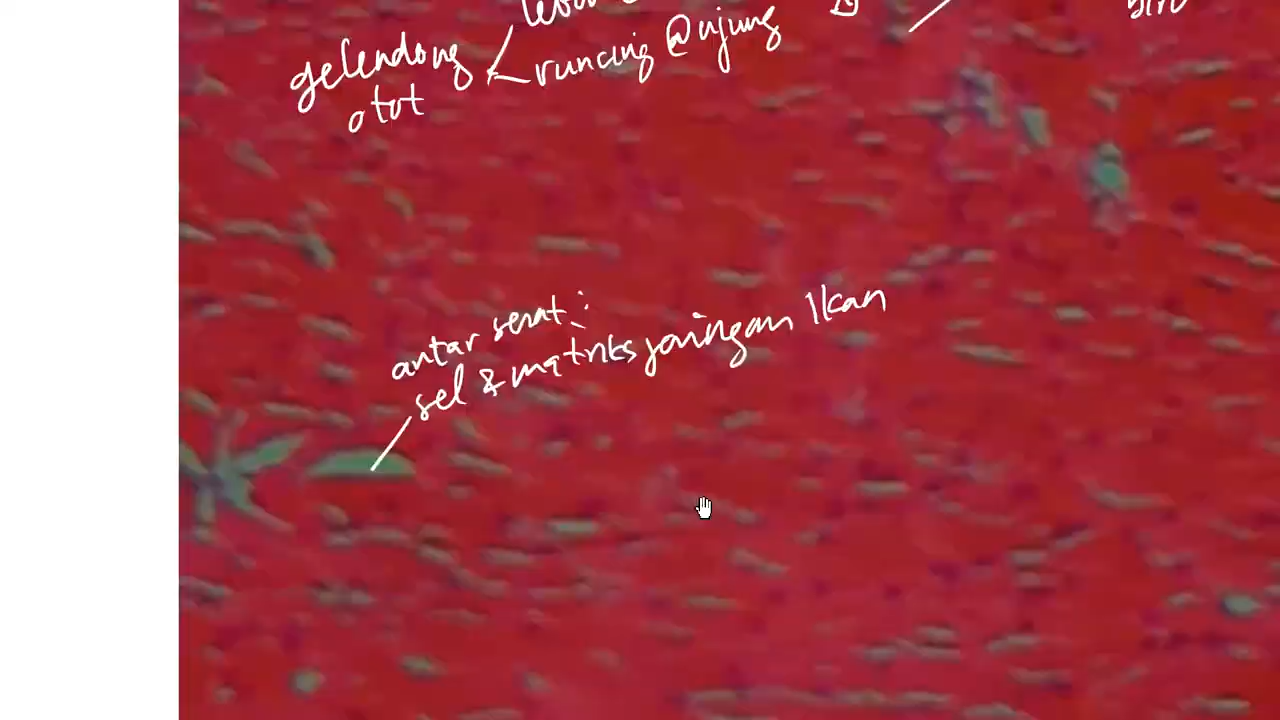 gelendong
otot
runcing @ ujung
antar serat :
sel & matriks jaringan Ikan